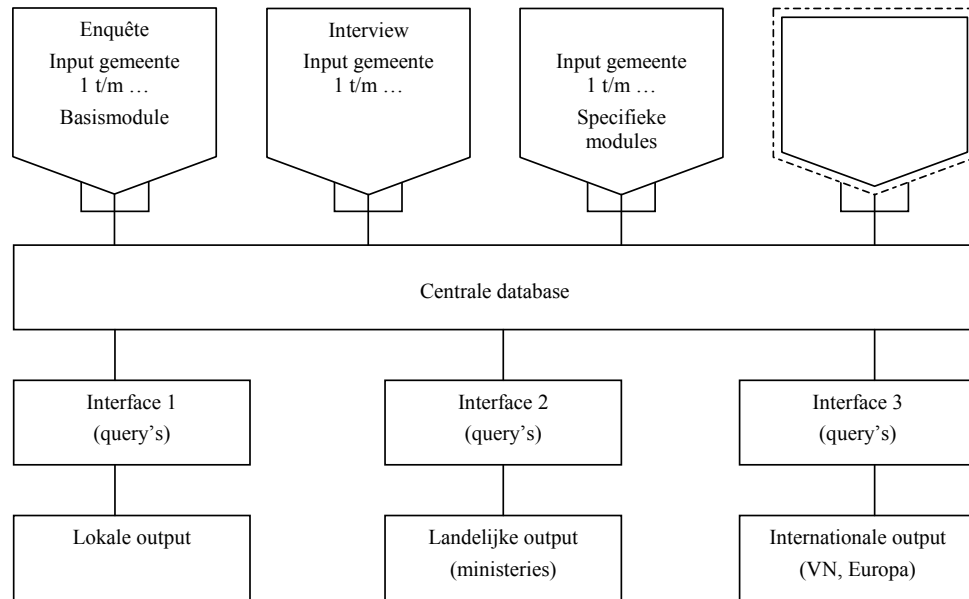 Enquête
Input gemeente
1 t/m …
Basismodule
Interview
Input gemeente
1 t/m …
Input gemeente
1 t/m …
Specifieke
modules
Centrale database
Interface 1
(query’s)
Interface 2
(query’s)
Interface 3
(query’s)
Lokale output
Landelijke output
(ministeries)
Internationale output
(VN, Europa)